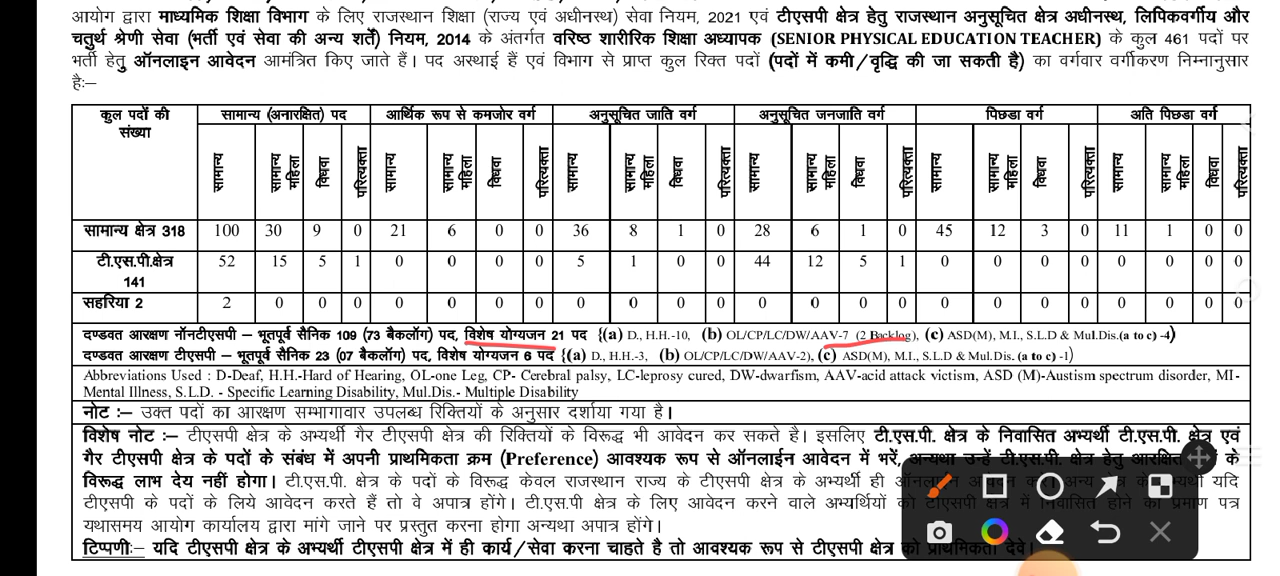 आयोग द्वारा माध्यमिक शिक्षा विभाग के लिए राजस्थान शिक्षा (राज्य एवं अधीनस्थ) सेवा नियम, 2021 एवं टीएसपी क्षेत्र हेतु राजस्थान अनुसूचित क्षेत्र अधीनस्थ, लिपिकवर्गीय और
चतुर्थ श्रेणी सेवा (भर्ती एवं सेवा की अन्य शर्तें) नियम, 2014 के अंतर्गत वरिष्ठ शारीरिक शिक्षा अध्यापक (SENIOR PHYSICAL EDUCATION TEACHER) के कुल 461 पदों पर
भर्ती हेतु ऑनलाइन आवेदन आमंत्रित किए जाते हैं। पद अस्थाई हैं एवं विभाग से प्राप्त कुल रिक्त पदों (पदों में कमी/वृद्धि की जा सकती है) का वर्गवार वर्गीकरण निम्नानुसार
है:–
कुल पदों की संख्या सामान्य (अनारक्षित) पद आर्थिक रूप से कमजोर वर्ग अनुसूचित जाति वर्ग अनुसूचित जनजाति वर्ग पिछडा वर्ग अति पिछडा वर्ग
सामान्य सामान्य महिला विधवा परित्यक्ता सामान्य सामान्य महिला विधवा परित्यक्ता सामान्य सामान्य महिला विधवा परित्यक्ता सामान्य सामान्य महिला विधवा परित्यक्ता सामान्य सामान्य महिला विधवा परित्यक्ता सामान्य सामान्य महिला विधवा परित्यक्ता
सामान्य क्षेत्र 318 100 30 9 0 21 6 0 0 36 8 1 0 28 6 1 0 45 12 3 0 11 1 0 0
टी.एस.पी.क्षेत्र 141 52 15 5 1 0 0 0 0 5 1 0 0 44 12 5 1 0 0 0 0 0 0 0 0
सहरिया 2 2 0 0 0 0 0 0 0 0 0 0 0 0 0 0 0 0 0 0 0 0 0 0 0
दण्डवत आरक्षण नॉनटीएसपी – भूतपूर्व सैनिक 109 (73 बैकलॉग) पद, विशेष योग्यजन 21 पद {(a) D., H.H.-10, (b) OL/CP/LC/DW/AAV-7 (2 Backlog), (c) ASD(M), M.I., S.L.D & Mul.Dis.(a to c) -4)
दण्डवत आरक्षण टीएसपी – भूतपूर्व सैनिक 23 (07 बैकलॉग) पद, विशेष योग्यजन 6 पद {(a) D., H.H.-3, (b) OL/CP/LC/DW/AAV-2), (c) ASD(M), M.I., S.L.D & Mul.Dis. (a to c) -1)
Abbreviations Used : D-Deaf, H.H.-Hard of Hearing, OL-one Leg, CP- Cerebral palsy, LC-leprosy cured, DW-dwarfism, AAV-acid attack victism, ASD (M)-Austism spectrum disorder, MI-
Mental Illness, S.L.D. - Specific Learning Disability, Mul.Dis.- Multiple Disability
नोट :– उक्त पदों का आरक्षण सम्भागावार उपलब्ध रिक्तियों के अनुसार दर्शाया गया है।
विशेष नोट :– टीएसपी क्षेत्र के अभ्यर्थी गैर टीएसपी क्षेत्र की रिक्तियों के विरूद्ध भी आवेदन कर सकते है। इसलिए टी.एस.पी. क्षेत्र के निवासित अभ्यर्थी टी.एस.पी. क्षेत्र एवं
गैर टीएसपी क्षेत्र के पदों के संबंध में अपनी प्राथमिकता क्रम (Preference) आवश्यक रूप से ऑनलाईन आवेदन में भरें, अन्यथा उन्हें टी.एस.पी. क्षेत्र हेतु आरक्षित के
विरूद्ध लाभ देय नहीं होगा। टी.एस.पी. क्षेत्र के पदों के विरूद्ध केवल राजस्थान राज्य के टीएसपी क्षेत्र के अभ्यर्थी ही यदि
टीएसपी के पदों के लिये आवेदन करते हैं तो वे अपात्र होंगे। टी.एस.पी क्षेत्र के लिए आवेदन करने वाले अभ्यर्थियों को टीएसपी क्षेत्र में निवासित होने का प्रमाण पत्र
यथासमय आयोग कार्यालय द्वारा मांगे जाने पर प्रस्तुत करना होगा अन्यथा अपात्र होंगे।
टिप्पणी:– यदि टीएसपी क्षेत्र के अभ्यर्थी टीएसपी क्षेत्र में ही कार्य/सेवा करना चाहते है तो आवश्यक रूप से टीएसपी क्षेत्र को प्राथमिकता देवे।